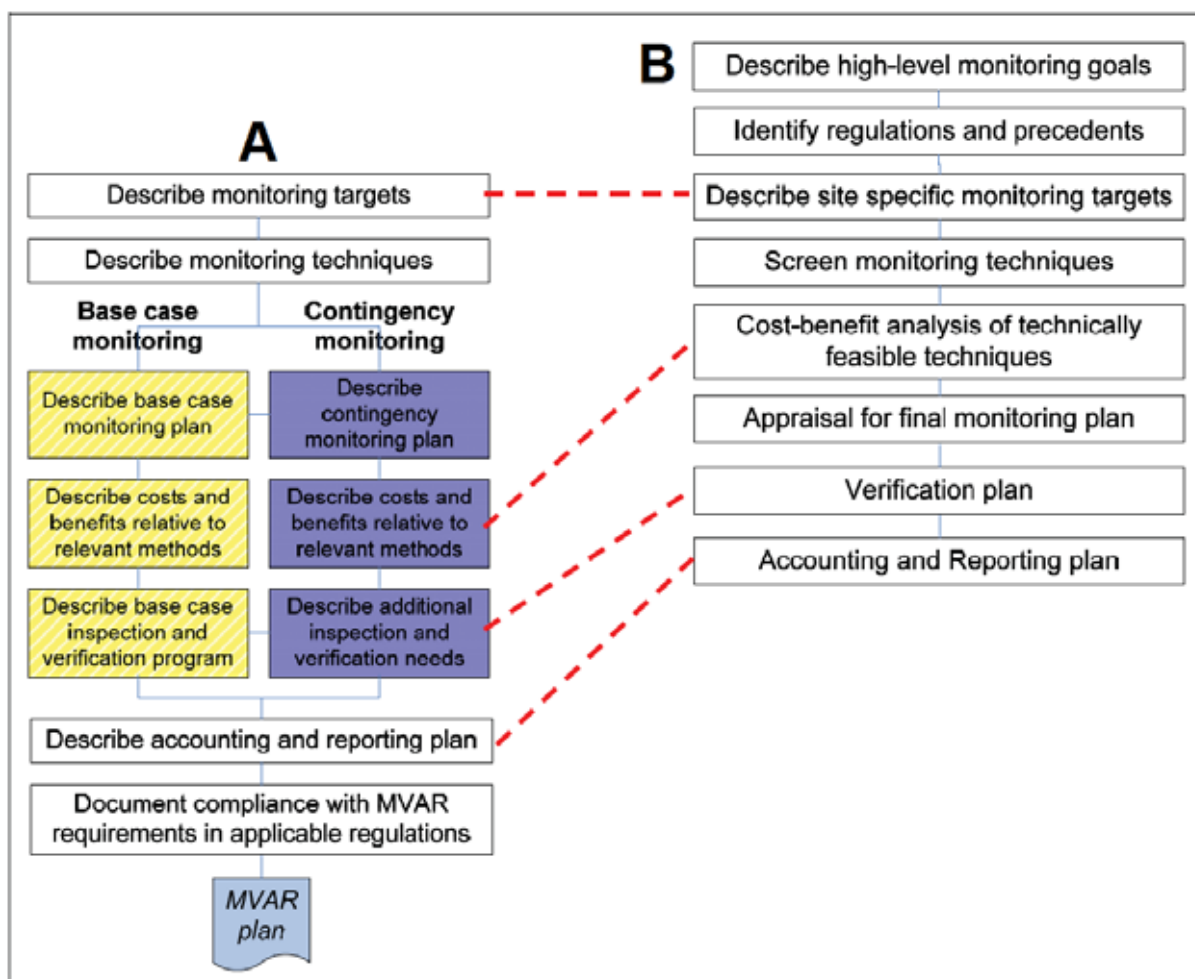 A
Describe monitoring targets
Describe monitoring techniques
Base case
monitoring
Contingency
monitoring
Describe base case
monitoring plan
Describe
contingency
monitoring plan
Describe costs and
benefits relative to
relevant methods
Describe costs and
benefits relative to
relevant methods
Describe base case
inspection and
verification program
Describe additional
inspection and
verification needs
Describe accounting and reporting plan
Document compliance with MVAR
requirements in applicable regulations
MVAR
plan
B
Describe high-level monitoring goals
Identify regulations and precedents
Describe site specific monitoring targets
Screen monitoring techniques
Cost-benefit analysis of technically
feasible techniques
Appraisal for final monitoring plan
Verification plan
Accounting and Reporting plan